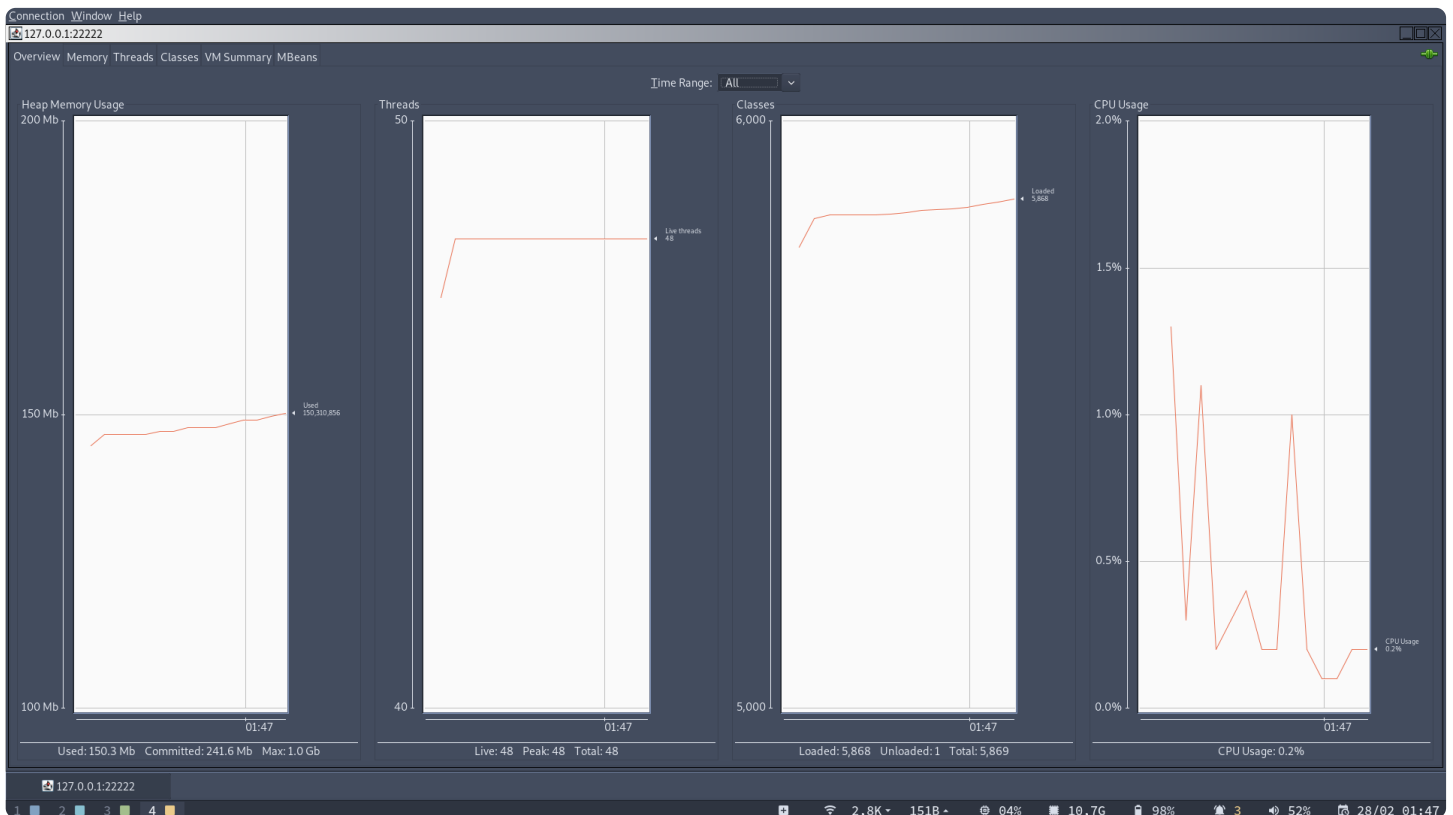 Connection Window Help
127.0.0.1:22222
Overview Memory Threads Classes VM Summary MBeans
Time Range: All
Heap Memory Usage
200 Mb
150 Mb
100 Mb
Used
150,310,856
01:47
Used: 150.3 Mb Committed: 241.6 Mb Max: 1.0 Gb
Threads
50
40
Live threads
48
01:47
Live: 48 Peak: 48 Total: 48
Classes
6,000
5,000
Loaded
5,868
01:47
Loaded: 5,868 Unloaded: 1 Total: 5,869
CPU Usage
2.0%
1.5%
1.0%
0.5%
0.0%
CPU Usage
0.2%
01:47
CPU Usage: 0.2%
127.0.0.1:22222
1 2 3 4 2.8K 151B 04% 10.7G 98% 3 52% 28/02 01:47